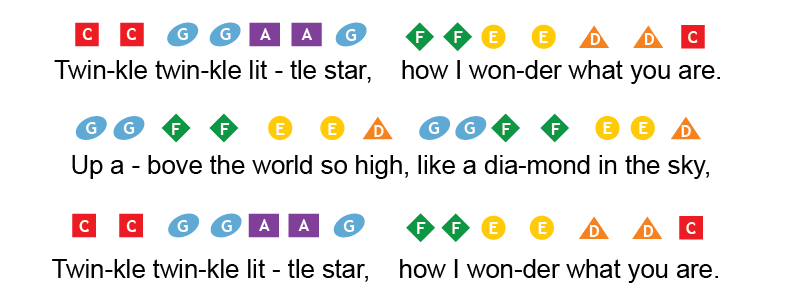 C C G G A A G F F E E D D C
Twin-kle twin-kle lit - tle star, how I won-der what you are.
G G F F E E D G G F F E E D
Up a - bove the world so high, like a dia-mond in the sky,
C C G G A A G F F E E D D C
Twin-kle twin-kle lit - tle star, how I won-der what you are.